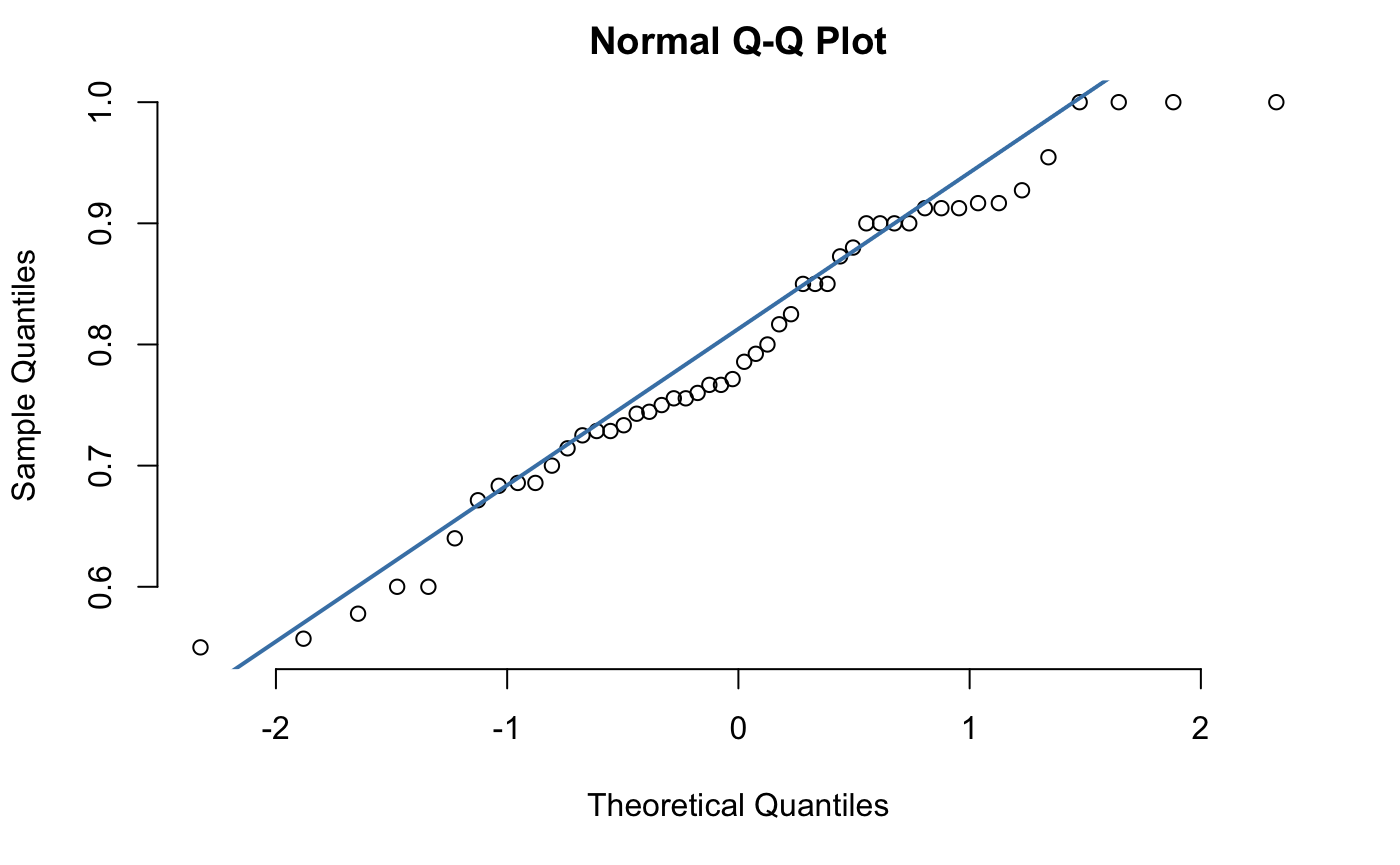 Normal Q-Q Plot
Sample Quantiles
1.0
0.9
0.8
0.7
0.6
-2 -1 0 1 2
Theoretical Quantiles